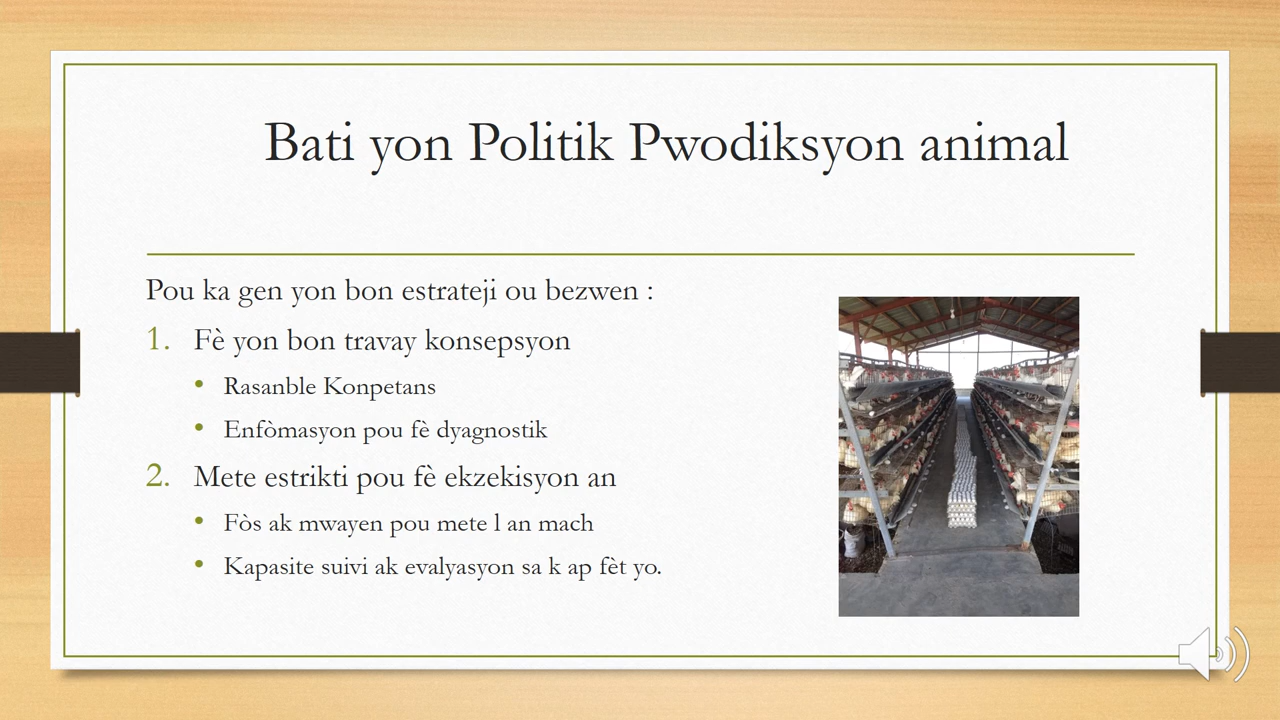 Bati yon Politik Pwodiksyon animal
Pou ka gen yon bon estrateji ou bezwen :
1. Fè yon bon travay konsepsyon
• Rasanble Konpetans
• Enfòmasyon pou fè dyagnostik
2. Mete estrikti pou fè ekzekisyon an
• Fòs ak mwayen pou mete l an mach
• Kapasite suivi ak evalyasyon sa k ap fèt yo.